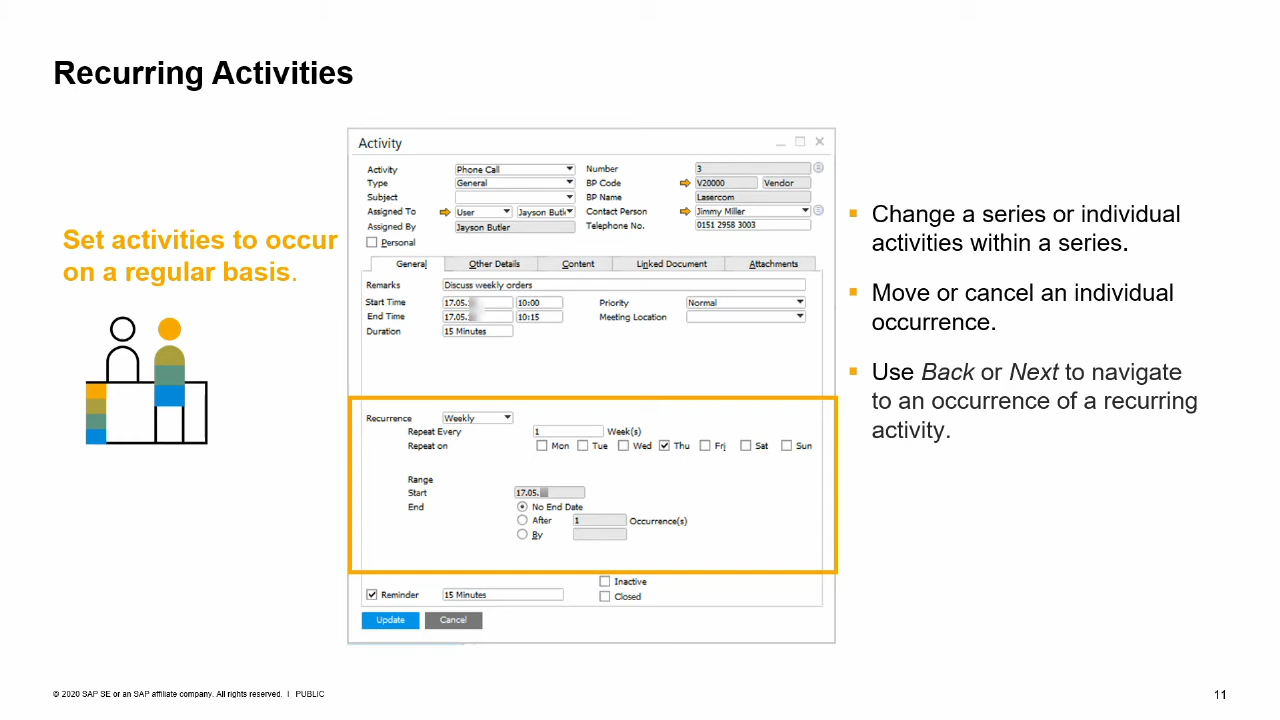 Recurring Activities
Set activities to occur
on a regular basis.
Activity
Activity Phone Call Number 3
Type General BP Code V20000 Vendor
Subject BP Name Lasercom
Assigned To User Jayson Butl Contact Person Jimmy Miller
Assigned By Jayson Butler Telephone No. 0151 2958 3003
Personal
General Other Details Content Linked Document Attachments
Remarks Discuss weekly orders
Start Time 17.05. 10:00 Priority Normal
End Time 17.05. 10:15 Meeting Location
Duration 15 Minutes
Recurrence Weekly
Repeat Every 1 Week(s)
Repeat on Mon Tue Wed Thu Fri Sat Sun
Range
Start 17.05.
End No End Date
After 1 Occurrence(s)
By
Inactive
Reminder 15 Minutes Closed
Update Cancel
▪ Change a series or individual
activities within a series.
▪ Move or cancel an individual
occurrence.
▪ Use Back or Next to navigate
to an occurrence of a recurring
activity.
© 2020 SAP SE or an SAP affiliate company. All rights reserved. I PUBLIC
11